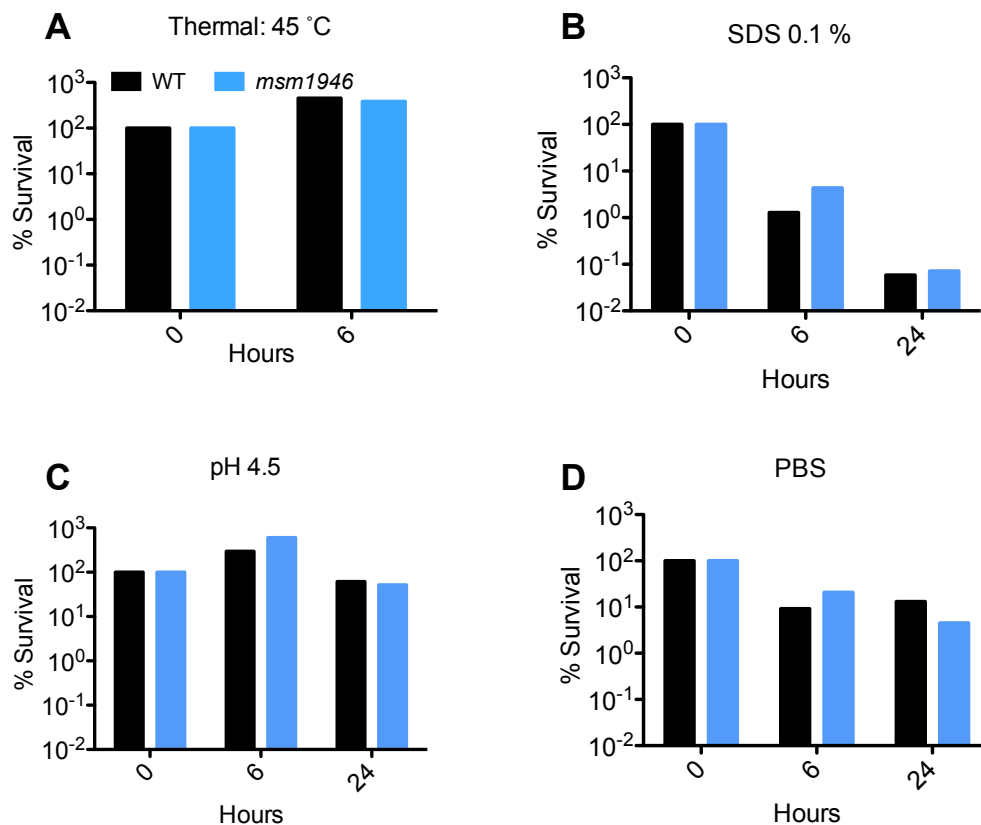 A
Thermal: 45 ˚C
WT
msm1946
% Survival
10³
10²
10¹
10⁰
10⁻¹
10⁻²
0
6
Hours
B
SDS 0.1 %
% Survival
10³
10²
10¹
10⁰
10⁻¹
10⁻²
0
6
24
Hours
C
pH 4.5
% Survival
10³
10²
10¹
10⁰
10⁻¹
10⁻²
0
6
24
Hours
D
PBS
% Survival
10³
10²
10¹
10⁰
10⁻¹
10⁻²
0
6
24
Hours